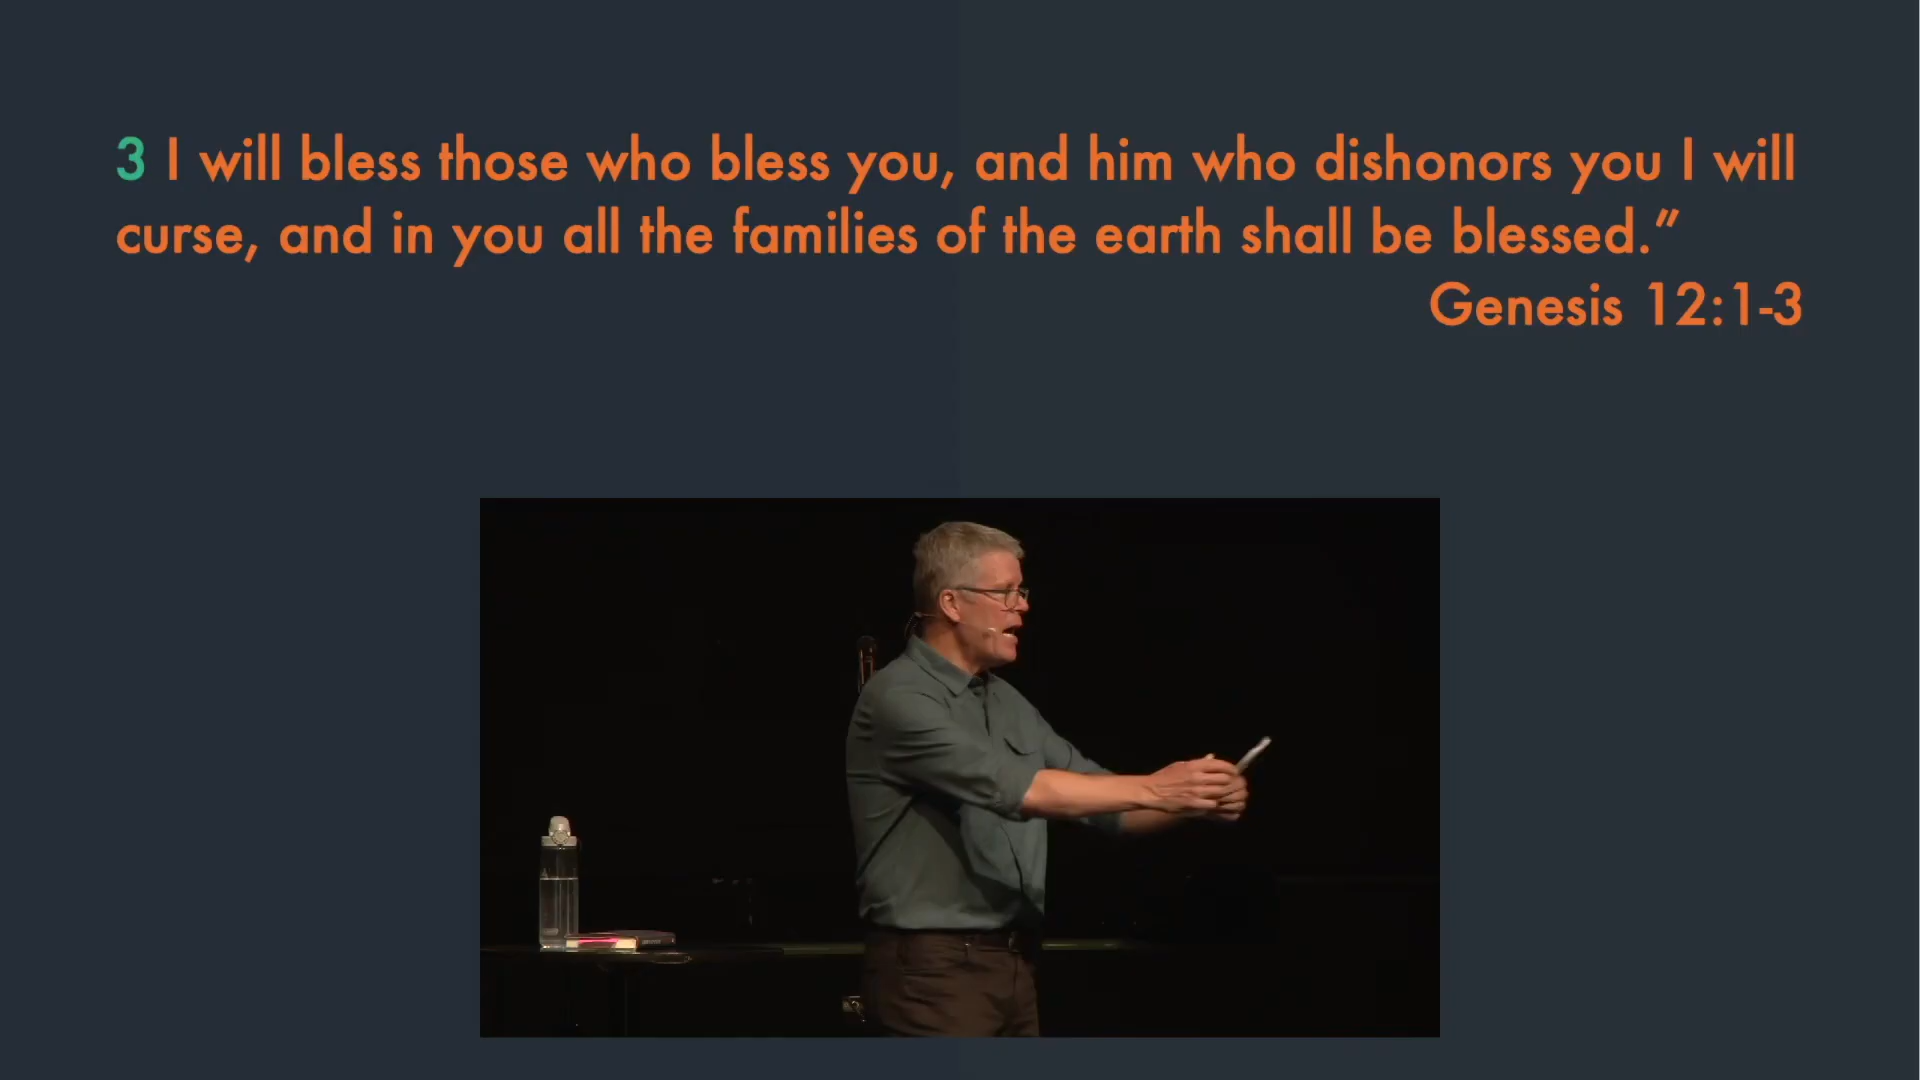 3 I will bless those who bless you, and him who dishonors you I will
curse, and in you all the families of the earth shall be blessed.”
Genesis 12:1-3